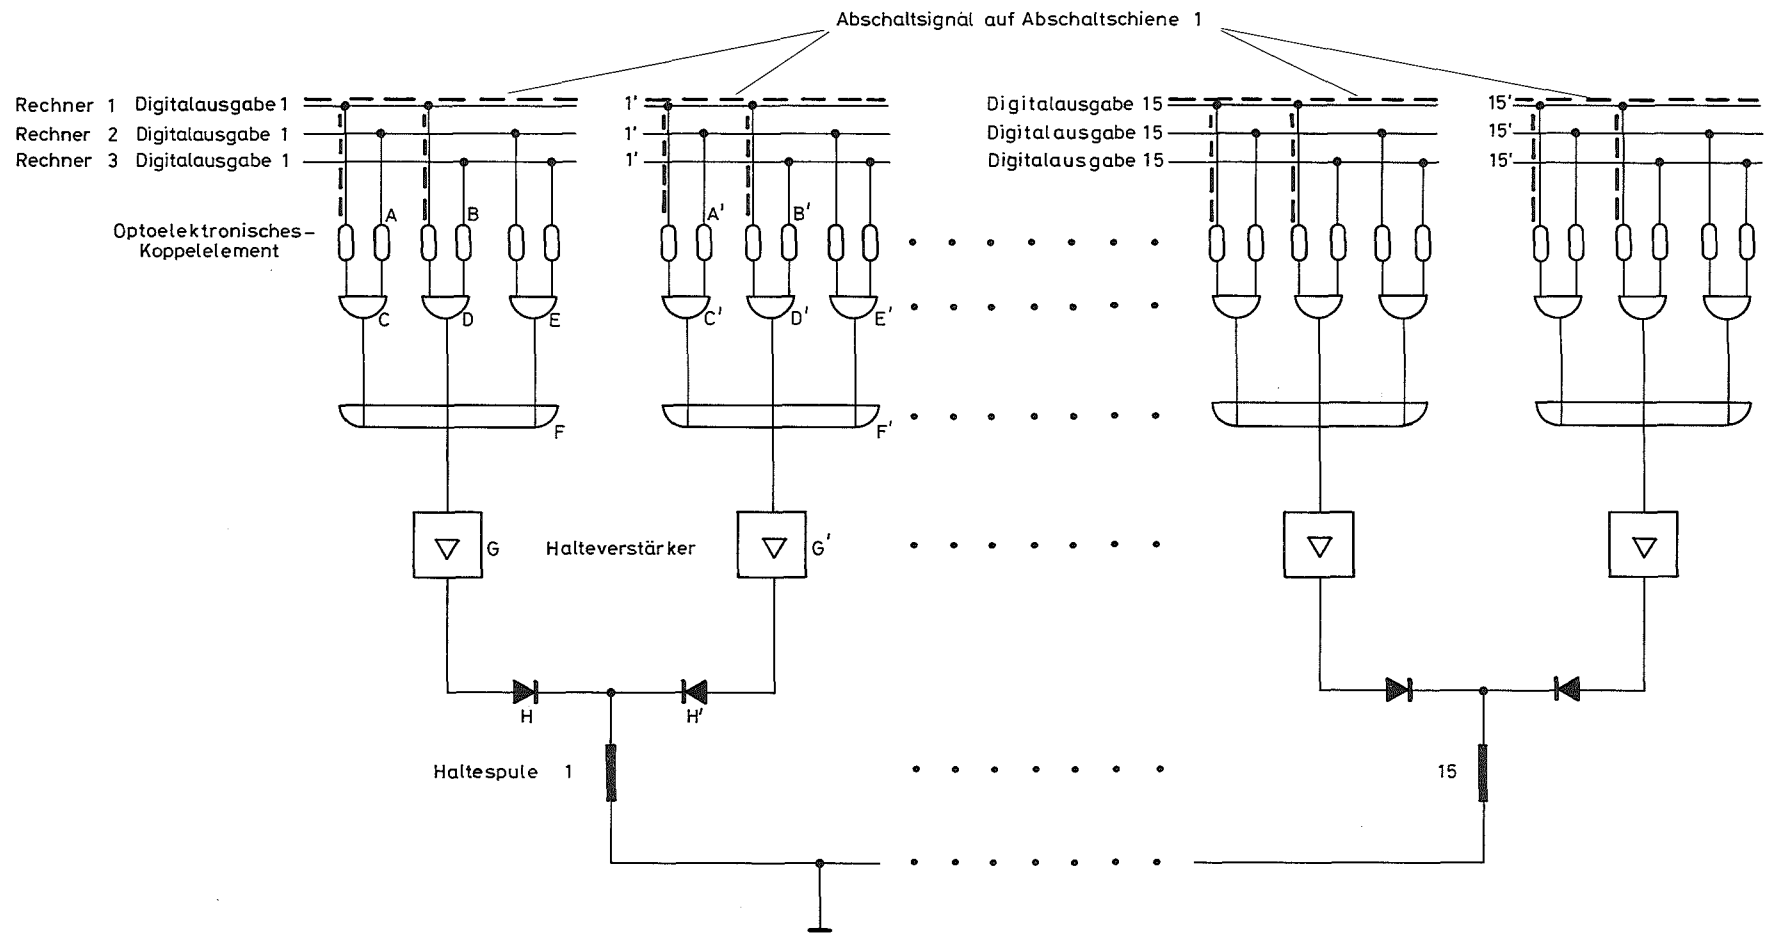 Abschaltsignal auf Abschaltschiene 1
Rechner 1 Digitalausgabe 1
1'
Digitalausgabe 15
15'
Rechner 2 Digitalausgabe 1
1'
Digitalausgabe 15
15'
Rechner 3 Digitalausgabe 1
1'
Digitalausgabe 15
15'
A
B
A'
B'
Optoelektronisches-
Koppelelement
C
D
E
C'
D'
E'
F
F'
G
Halteverstärker
G'
H
H'
Haltespule 1
15